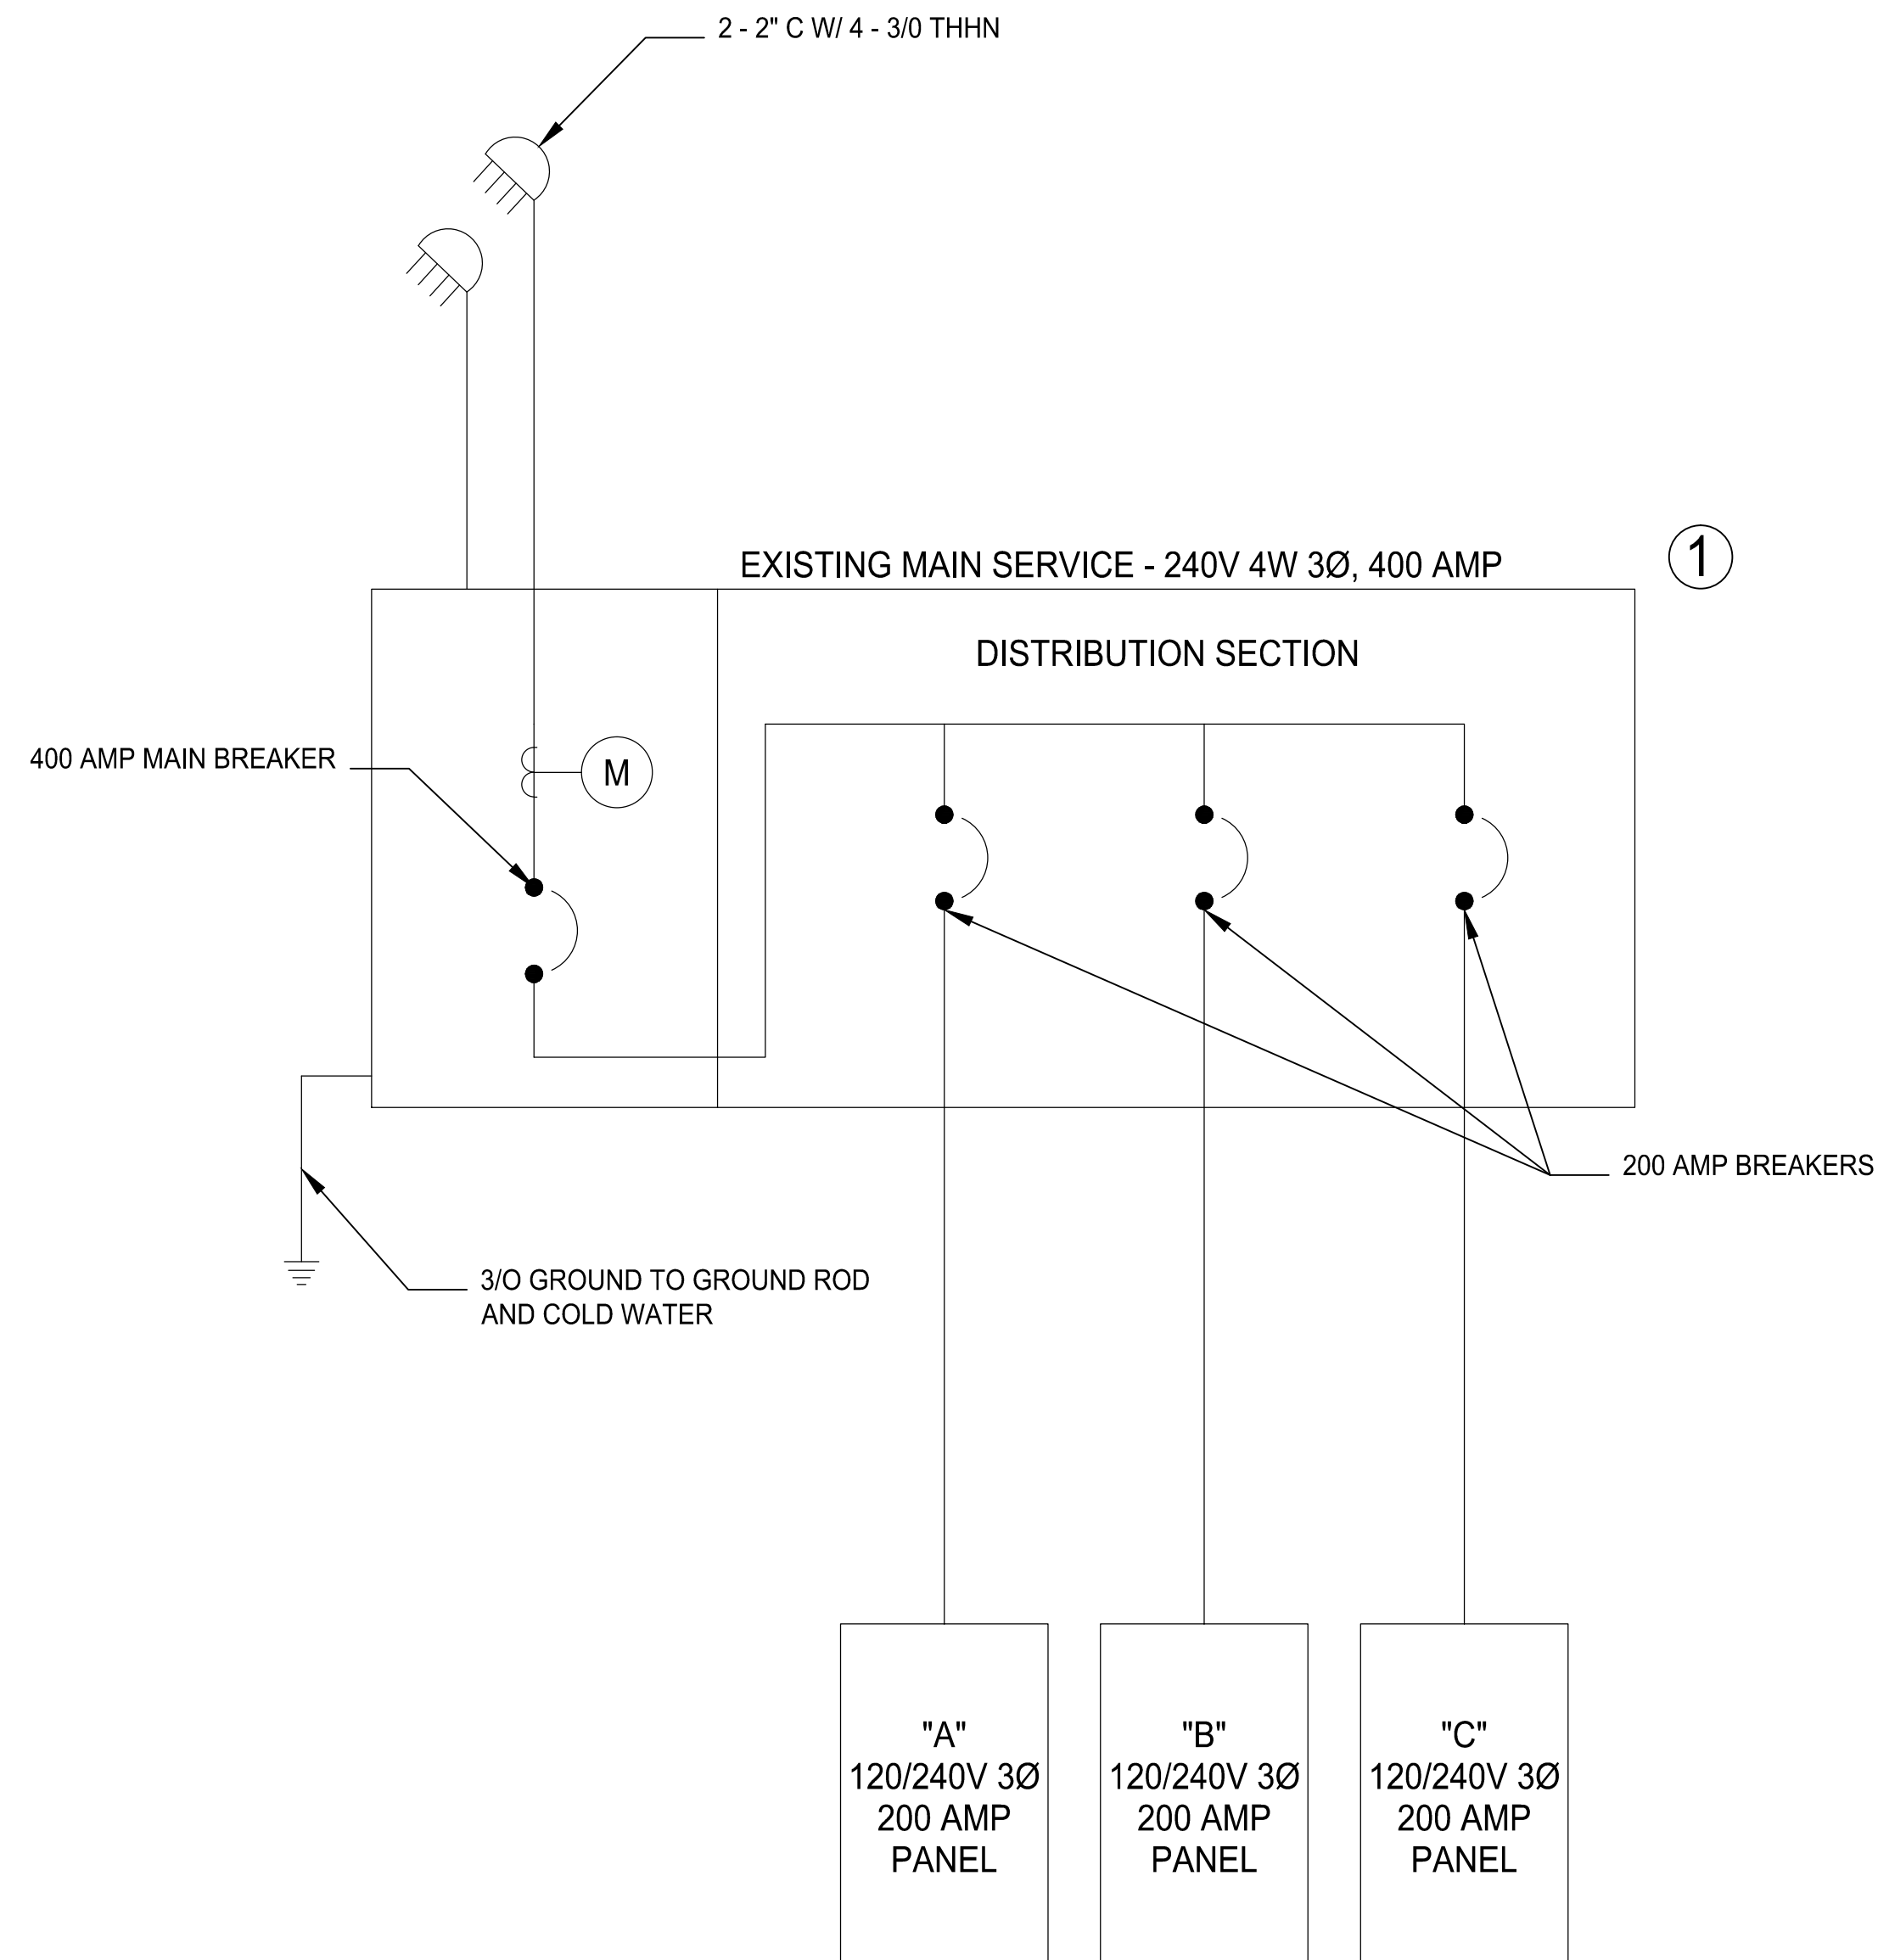 2 - 2" C W/ 4 - 3/0 THHN
EXISTING MAIN SERVICE - 240V 4W 3Ø, 400 AMP
1
DISTRIBUTION SECTION
400 AMP MAIN BREAKER
M
200 AMP BREAKERS
3/O GROUND TO GROUND ROD
AND COLD WATER
"A"
120/240V 3Ø
200 AMP
PANEL
"B"
120/240V 3Ø
200 AMP
PANEL
"C"
120/240V 3Ø
200 AMP
PANEL